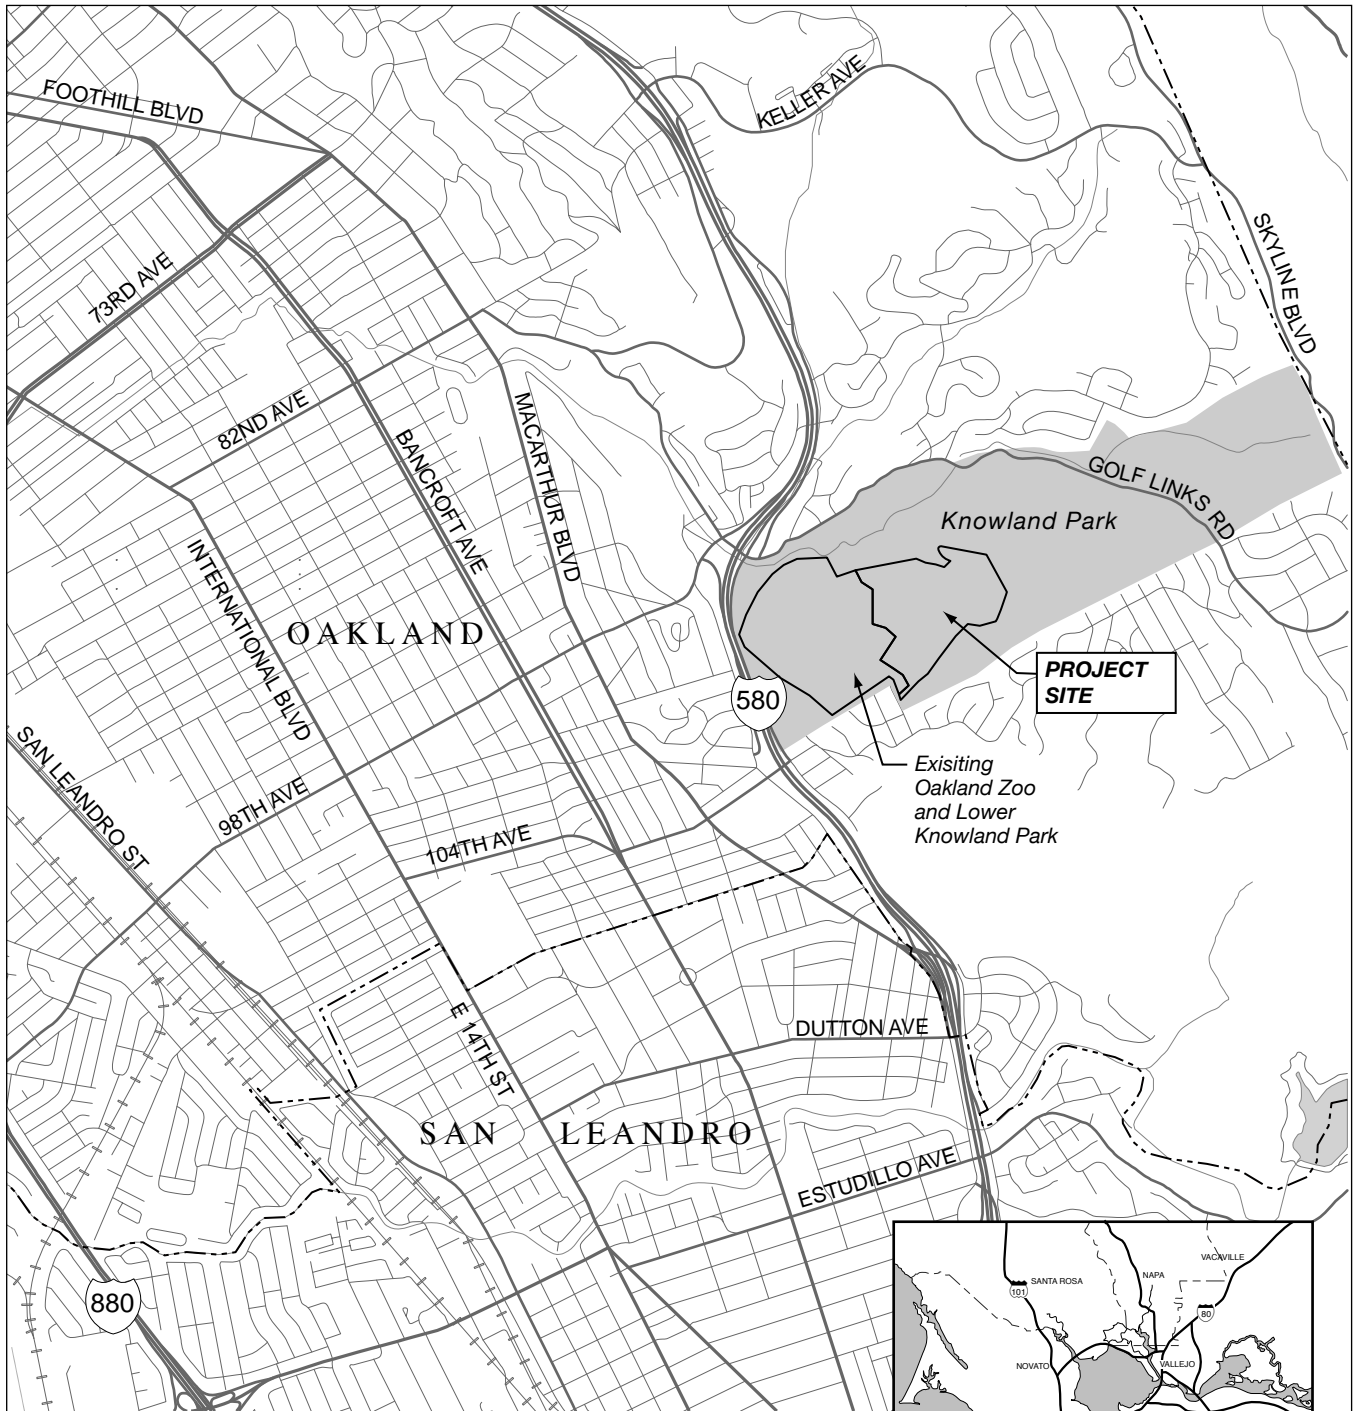 FOOTHILL BLVD
KELLER AVE
SKYLINE BLVD
73RD AVE
82ND AVE
BANCROFT AVE
MACARTHUR BLVD
GOLF LINKS RD
Knowland Park
INTERNATIONAL BLVD
OAKLAND
PROJECT
SITE
580
SAN LEANDRO ST
Exisiting
Oakland Zoo
and Lower
Knowland Park
98TH AVE
104TH AVE
E 14TH ST
DUTTON AVE
SAN LEANDRO
ESTUDILLO AVE
880
VACAVILLE
NAPA
SANTA ROSA
101
80
NOVATO
VALLEJO